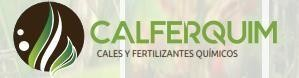 CALFERQUIM
CALES Y FERTILIZANTES QUÍMICOS